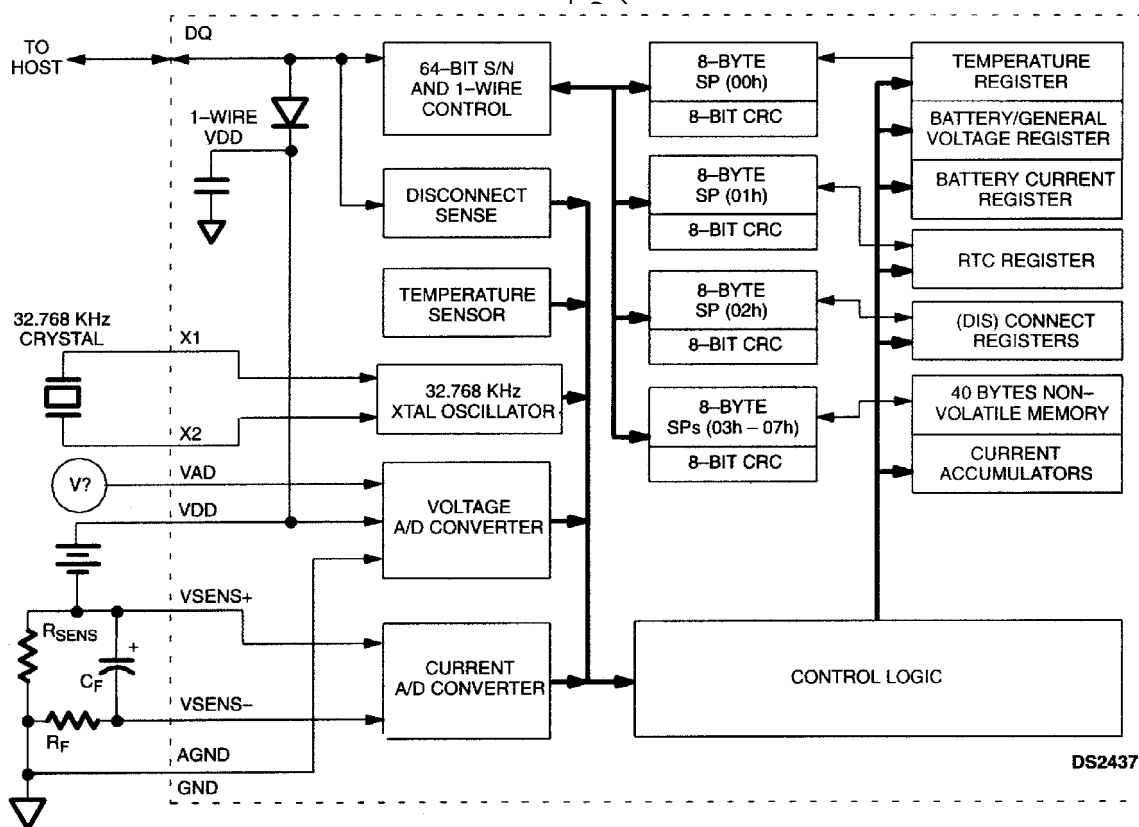 DQ
TO
HOST
64–BIT S/N
AND 1–WIRE
CONTROL
8–BYTE
SP (00h)
8–BIT CRC
TEMPERATURE
REGISTER
BATTERY/GENERAL
VOLTAGE REGISTER
BATTERY CURRENT
REGISTER
1–WIRE
VDD
DISCONNECT
SENSE
8–BYTE
SP (01h)
8–BIT CRC
RTC REGISTER
TEMPERATURE
SENSOR
8–BYTE
SP (02h)
8–BIT CRC
(DIS) CONNECT
REGISTERS
32.768 KHz
CRYSTAL
X1
X2
32.768 KHz
XTAL OSCILLATOR
8–BYTE
SPs (03h – 07h)
8–BIT CRC
40 BYTES NON–
VOLATILE MEMORY
CURRENT
ACCUMULATORS
V?
VAD
VDD
VOLTAGE
A/D CONVERTER
VSENS+
RSENS
+
CF
VSENS–
RF
CURRENT
A/D CONVERTER
CONTROL LOGIC
AGND
GND
DS2437